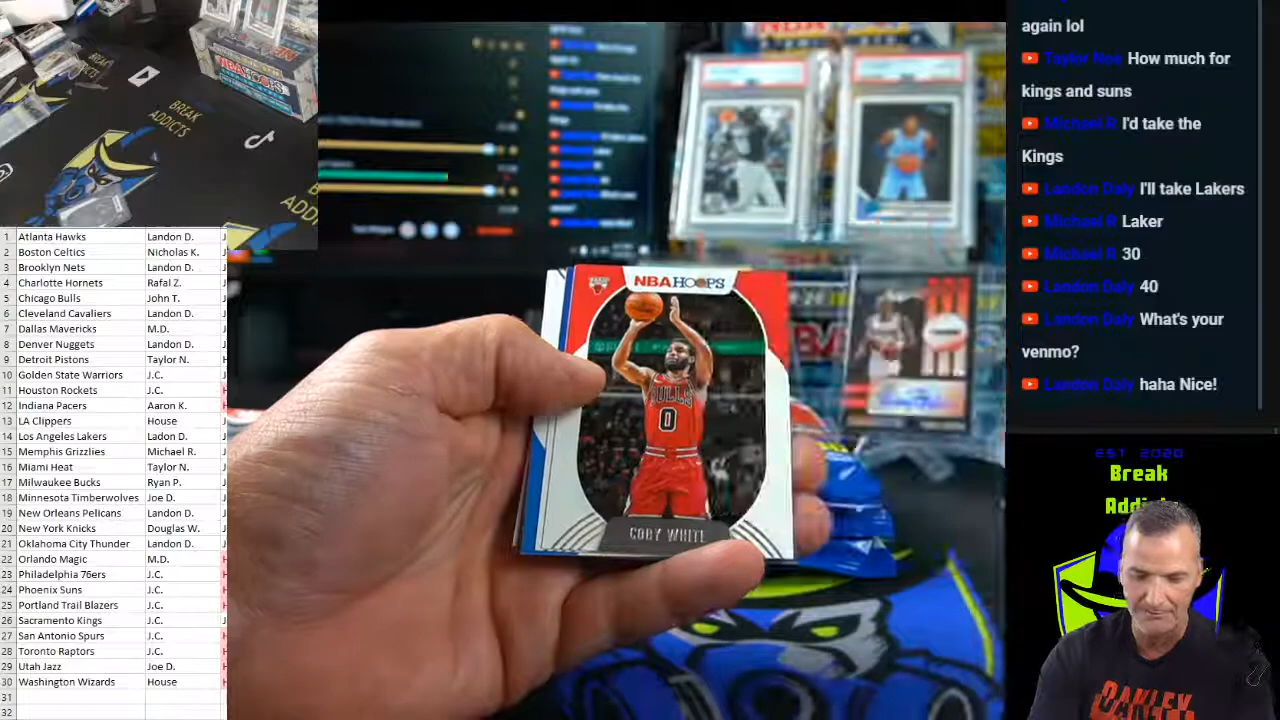 BREAK
ADDICTS
NBA HOOPS
1 Atlanta Hawks Landon D.
2 Boston Celtics Nicholas K.
3 Brooklyn Nets Landon D.
4 Charlotte Hornets Rafal Z.
5 Chicago Bulls John T.
6 Cleveland Cavaliers Landon D.
7 Dallas Mavericks M.D.
8 Denver Nuggets Landon D.
9 Detroit Pistons Taylor N.
10 Golden State Warriors J.C.
11 Houston Rockets J.C.
12 Indiana Pacers Aaron K.
13 LA Clippers House
14 Los Angeles Lakers Ladon D.
15 Memphis Grizzlies Michael R.
16 Miami Heat Taylor N.
17 Milwaukee Bucks Ryan P.
18 Minnesota Timberwolves Joe D.
19 New Orleans Pelicans Landon D.
20 New York Knicks Douglas W.
21 Oklahoma City Thunder Landon D.
22 Orlando Magic M.D.
23 Philadelphia 76ers J.C.
24 Phoenix Suns J.C.
25 Portland Trail Blazers J.C.
26 Sacramento Kings J.C.
27 San Antonio Spurs J.C.
28 Toronto Raptors J.C.
29 Utah Jazz Joe D.
30 Washington Wizards House
31
32
NBA HOOPS
BULLS
0
COBY WHITE
again lol
Taylor Noe How much for
kings and suns
Michael R I'd take the
Kings
Landon Daly I'll take Lakers
Michael R Laker
Michael R 30
Landon Daly 40
Landon Daly What's your
venmo?
Landon Daly haha Nice!
EST 2020
Break
OAKLEY